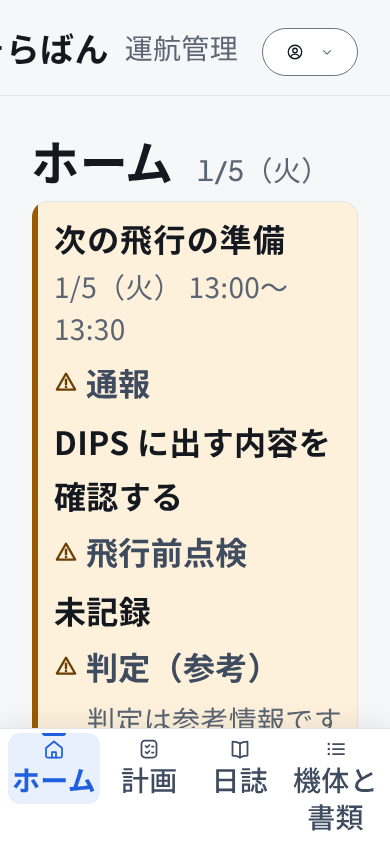 らばん 運航管理
ホーム 1/5（火）
次の飛行の準備
1/5（火） 13:00〜
13:30
通報
DIPS に出す内容を
確認する
飛行前点検
未記録
判定（参考）
判定は参考情報です
ホーム 計画 日誌 機体と
書類